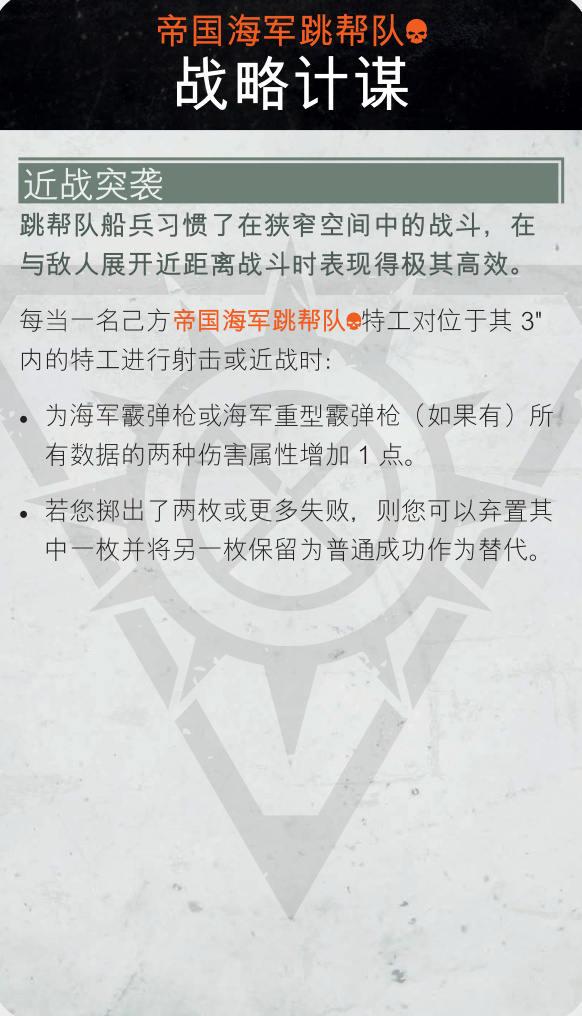 帝国海军跳帮队
战略计谋
近战突袭
跳帮队船兵习惯了在狭窄空间中的战斗，在
与敌人展开近距离战斗时表现得极其高效。
每当一名己方帝国海军跳帮队特工对位于其 3"
内的特工进行射击或近战时:
• 为海军霰弹枪或海军重型霰弹枪（如果有）所
有数据的两种伤害属性增加 1 点。
• 若您掷出了两枚或更多失败，则您可以弃置其
中一枚并将另一枚保留为普通成功作为替代。